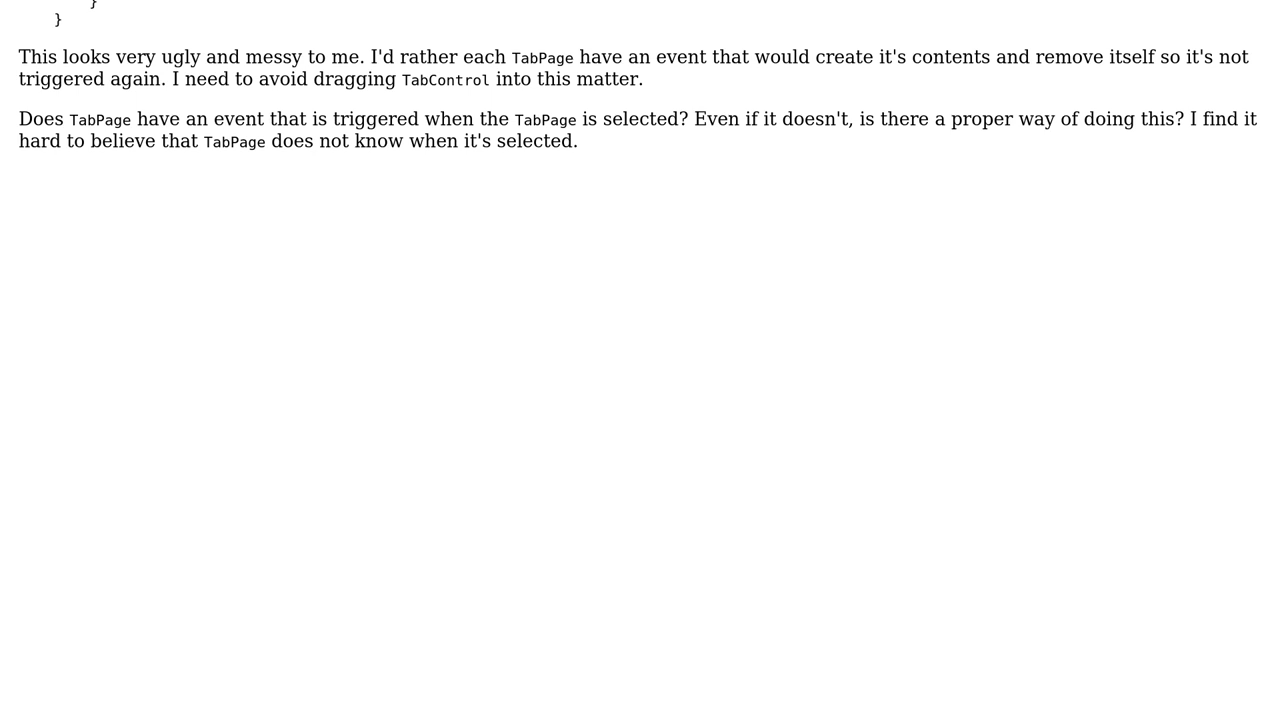 }
}
This looks very ugly and messy to me. I'd rather each TabPage have an event that would create it's contents and remove itself so it's not
triggered again. I need to avoid dragging TabControl into this matter.
Does TabPage have an event that is triggered when the TabPage is selected? Even if it doesn't, is there a proper way of doing this? I find it
hard to believe that TabPage does not know when it's selected.